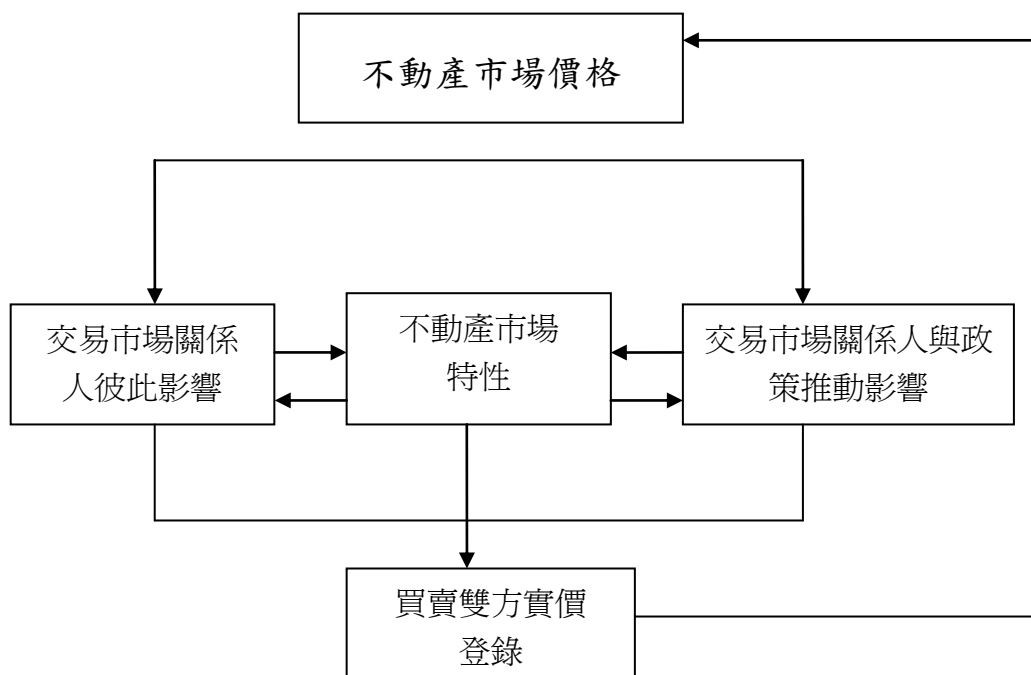 不動產市場價格
交易市場關係
人彼此影響
不動產市場
特性
交易市場關係人與政
策推動影響
買賣雙方實價
登錄